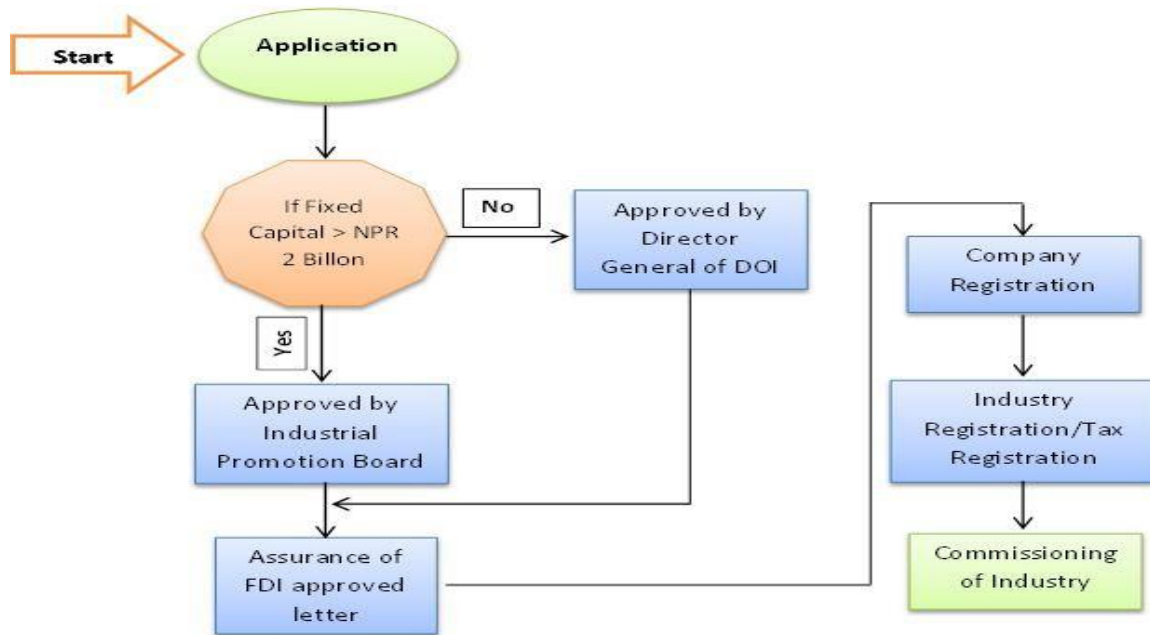 Start
Application
If Fixed
Capital > NPR
2 Billon
No
Yes
Approved by
Director
General of DOI
Approved by
Industrial
Promotion Board
Assurance of
FDI approved
letter
Company
Registration
Industry
Registration/Tax
Registration
Commissioning
of Industry